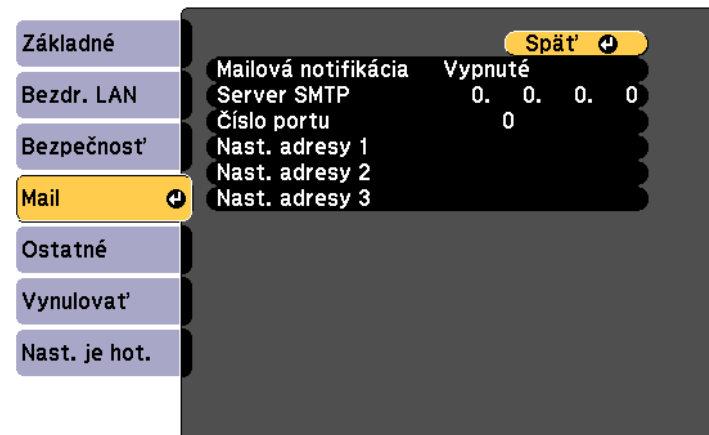 Základné
Bezdr. LAN
Bezpečnosť
Mail
Ostatné
Vynulovať
Nast. je hot.
Späť
Mailová notifikácia Vypnuté
Server SMTP 0. 0. 0. 0
Číslo portu 0
Nast. adresy 1
Nast. adresy 2
Nast. adresy 3